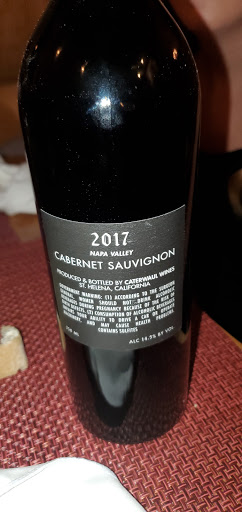 2017
NAPA VALLEY
CABERNET SAUVIGNON
PRODUCED & BOTTLED BY CATERWAUL WINES
ST. HELENA, CALIFORNIA
GOVERNMENT WARNING: (1) ACCORDING TO THE SURGEON
GENERAL, WOMEN SHOULD NOT DRINK ALCOHOLIC
BEVERAGES DURING PREGNANCY BECAUSE OF THE RISK OF
BIRTH DEFECTS. (2) CONSUMPTION OF ALCOHOLIC BEVERAGES
IMPAIRS YOUR ABILITY TO DRIVE A CAR OR OPERATE
MACHINERY, AND MAY CAUSE HEALTH PROBLEMS.
CONTAINS SULFITES
750 ML
ALC 14.5% BY VOL